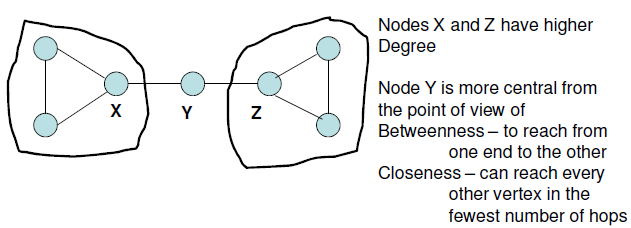 X
Y
Z
Nodes X and Z have higher
Degree
Node Y is more central from
the point of view of
Betweenness – to reach from
one end to the other
Closeness – can reach every
other vertex in the
fewest number of hops